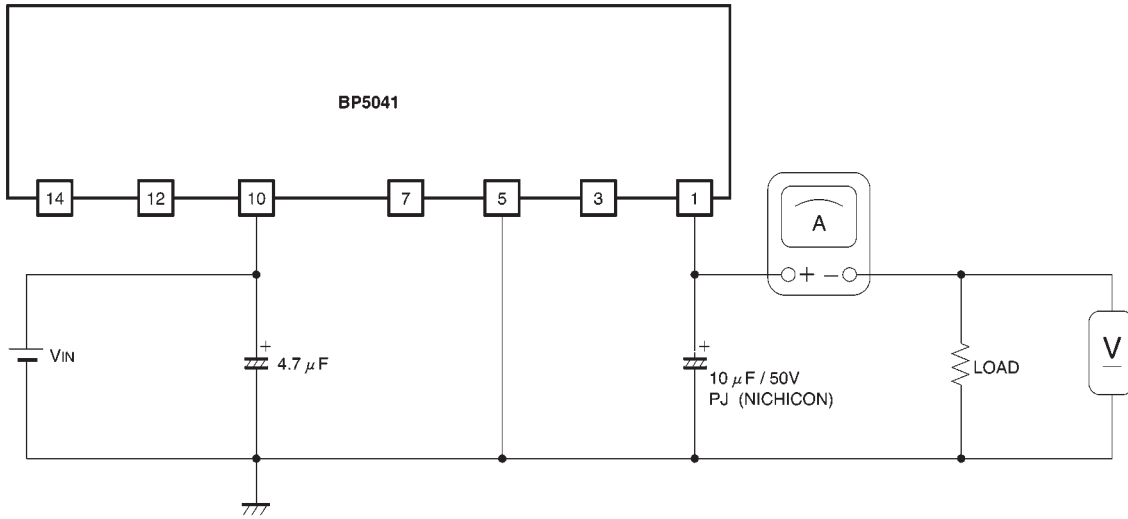 BP5041
14
12
10
7
5
3
1
A
+ −
VIN
+
4.7 μF
+
10 μF / 50V
PJ (NICHICON)
LOAD
V